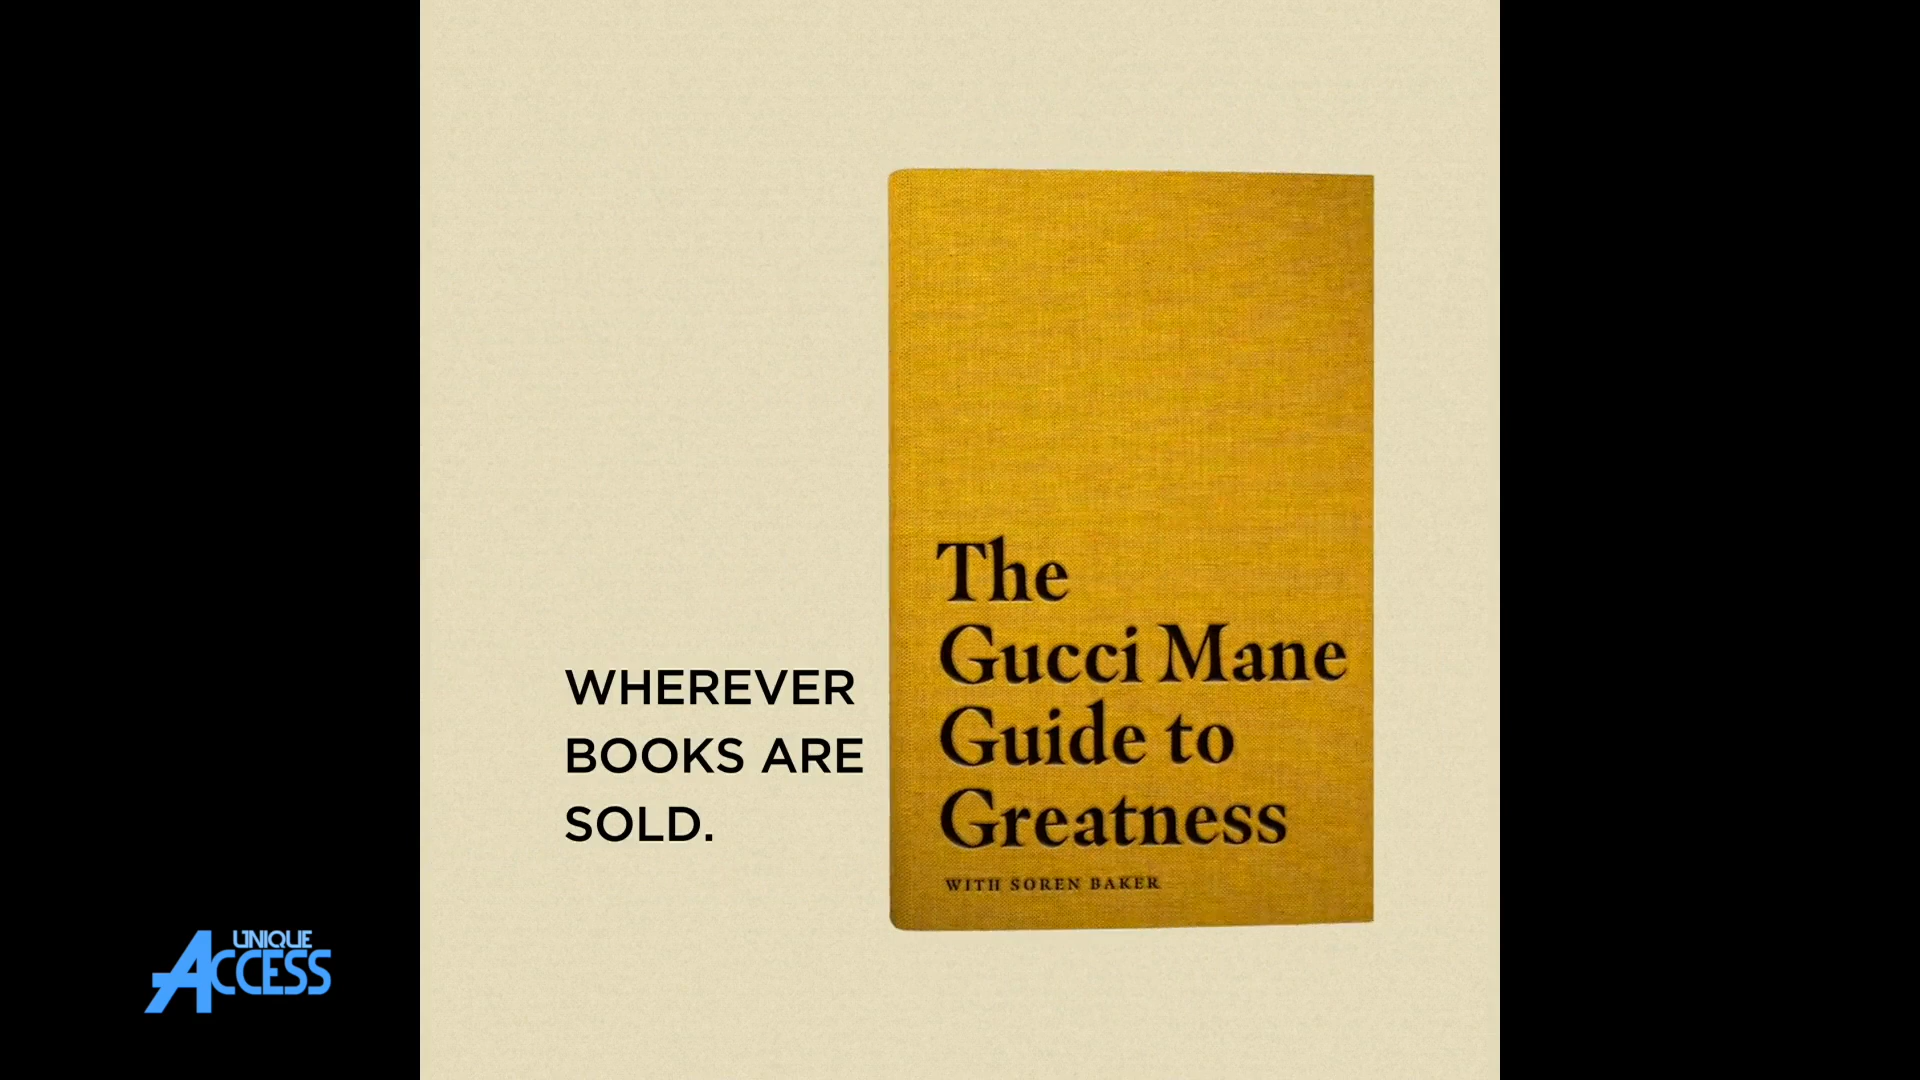 WHEREVER
BOOKS ARE
SOLD.
The
Gucci Mane
Guide to
Greatness
WITH SOREN BAKER
UNIQUE
ACCESS